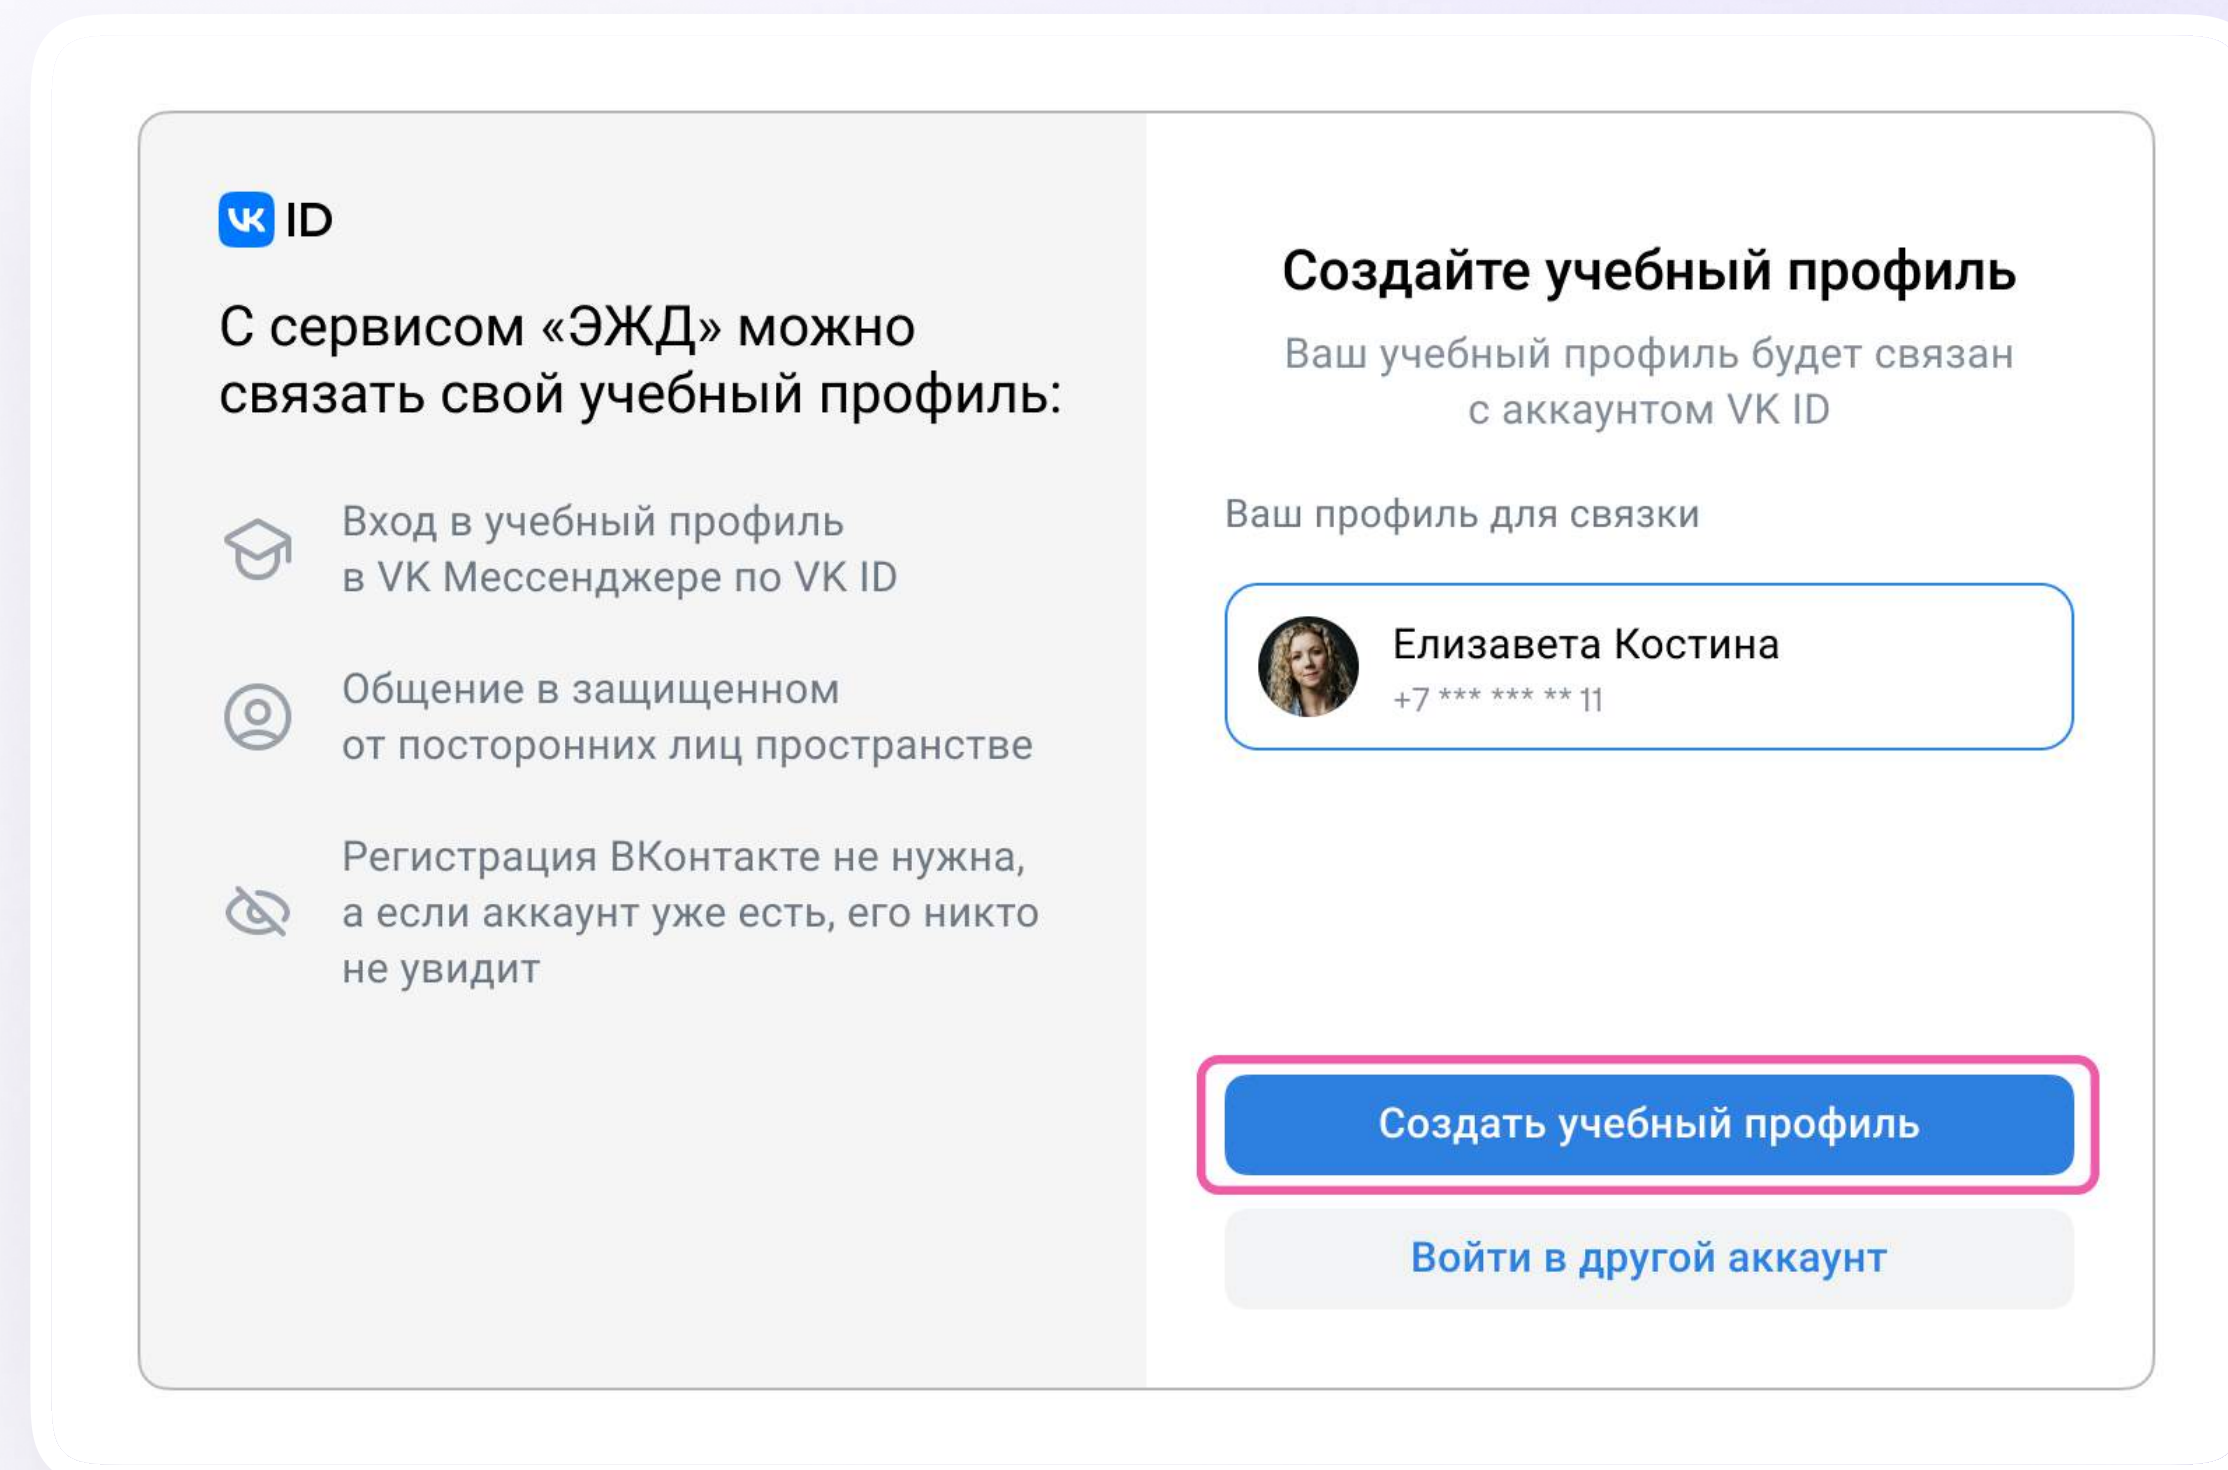 VK ID
С сервисом «ЭЖД» можно
связать свой учебный профиль:
Вход в учебный профиль
в VK Мессенджере по VK ID
Общение в защищенном
от посторонних лиц пространстве
Регистрация ВКонтакте не нужна,
а если аккаунт уже есть, его никто
не увидит
Создайте учебный профиль
Ваш учебный профиль будет связан
с аккаунтом VK ID
Ваш профиль для связки
Елизавета Костина
+7 *** *** ** 11
Создать учебный профиль
Войти в другой аккаунт